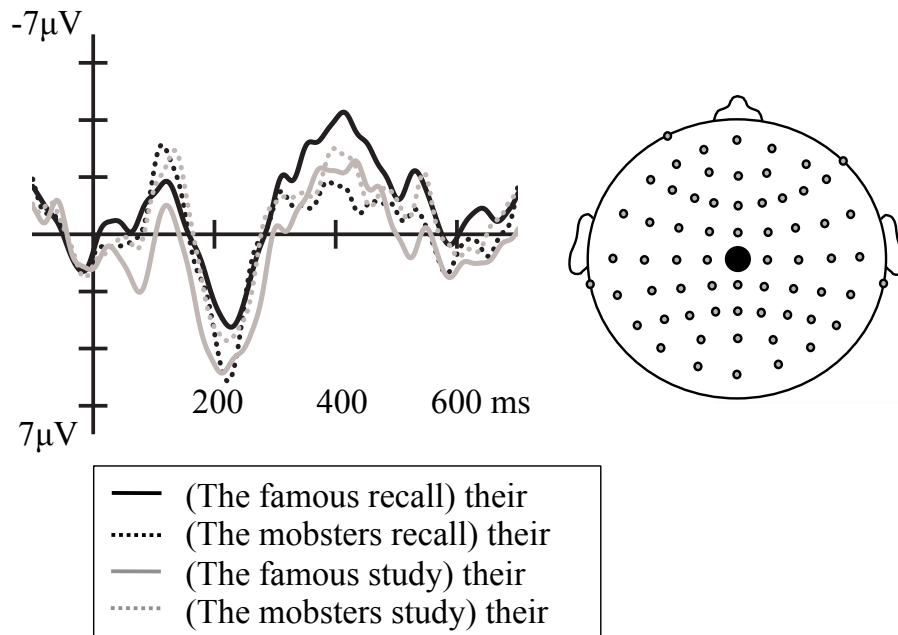 -7μV
200 400 600 ms
7μV
(The famous recall) their
(The mobsters recall) their
(The famous study) their
(The mobsters study) their